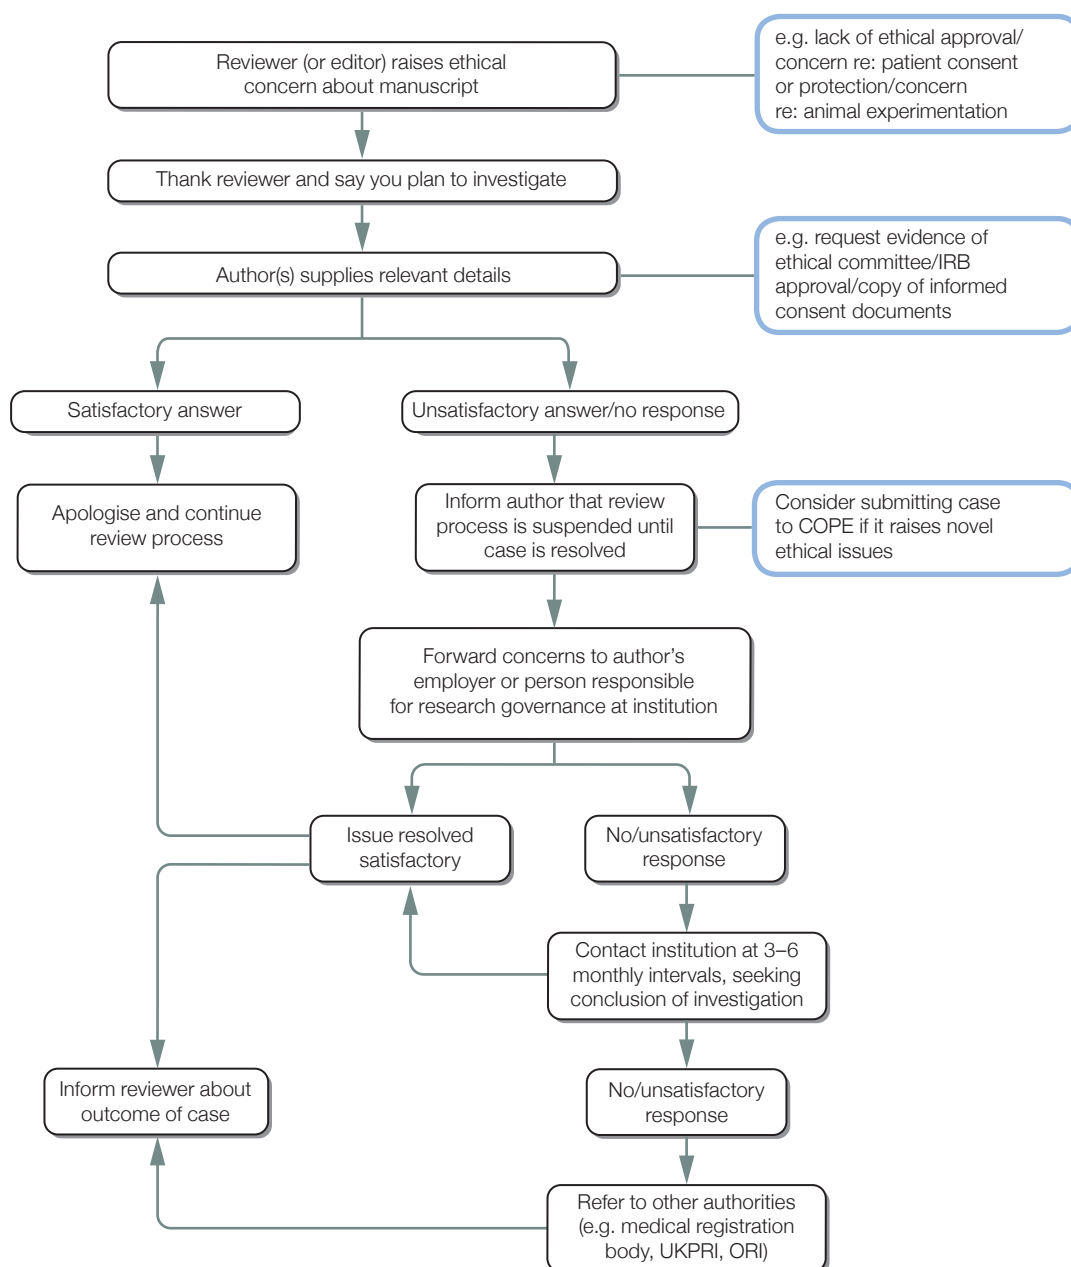 Reviewer (or editor) raises ethical
concern about manuscript
e.g. lack of ethical approval/
concern re: patient consent
or protection/concern
re: animal experimentation
Thank reviewer and say you plan to investigate
Author(s) supplies relevant details
e.g. request evidence of
ethical committee/IRB
approval/copy of informed
consent documents
Satisfactory answer
Unsatisfactory answer/no response
Apologise and continue
review process
Inform author that review
process is suspended until
case is resolved
Consider submitting case
to COPE if it raises novel
ethical issues
Forward concerns to author’s
employer or person responsible
for research governance at institution
Issue resolved
satisfactory
No/unsatisfactory
response
Contact institution at 3–6
monthly intervals, seeking
conclusion of investigation
Inform reviewer about
outcome of case
No/unsatisfactory
response
Refer to other authorities
(e.g. medical registration
body, UKPRI, ORI)